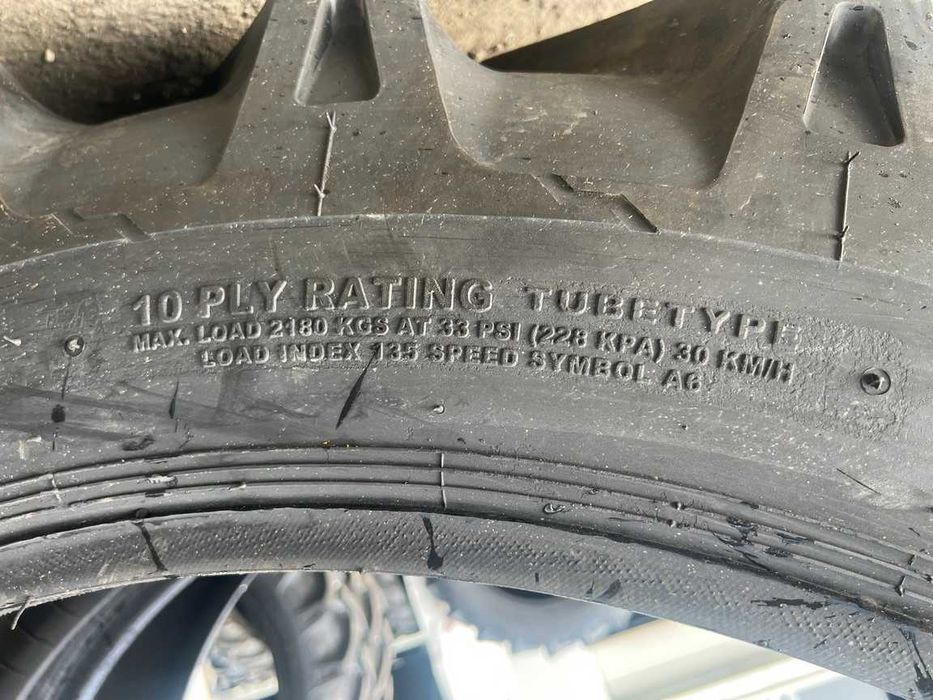 10 PLY RATING TUBETYPE
MAX. LOAD 2180 KGS AT 33 PSI (228 KPA) 30 KM/H
LOAD INDEX 135 SPEED SYMBOL A6